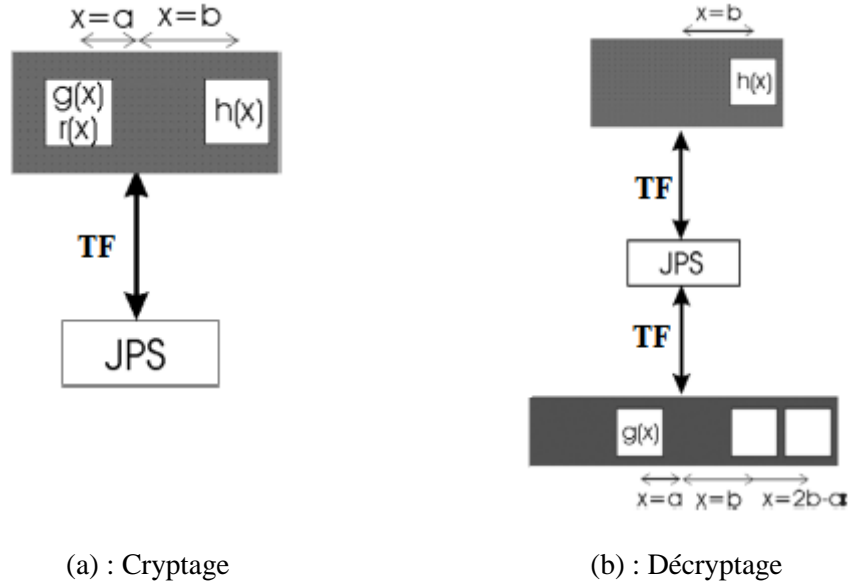 x=a x=b
g(x)
r(x)
h(x)
TF
JPS
(a) : Cryptage
x=b
h(x)
TF
JPS
TF
g(x)
x=a x=b x=2b-a
(b) : Décryptage